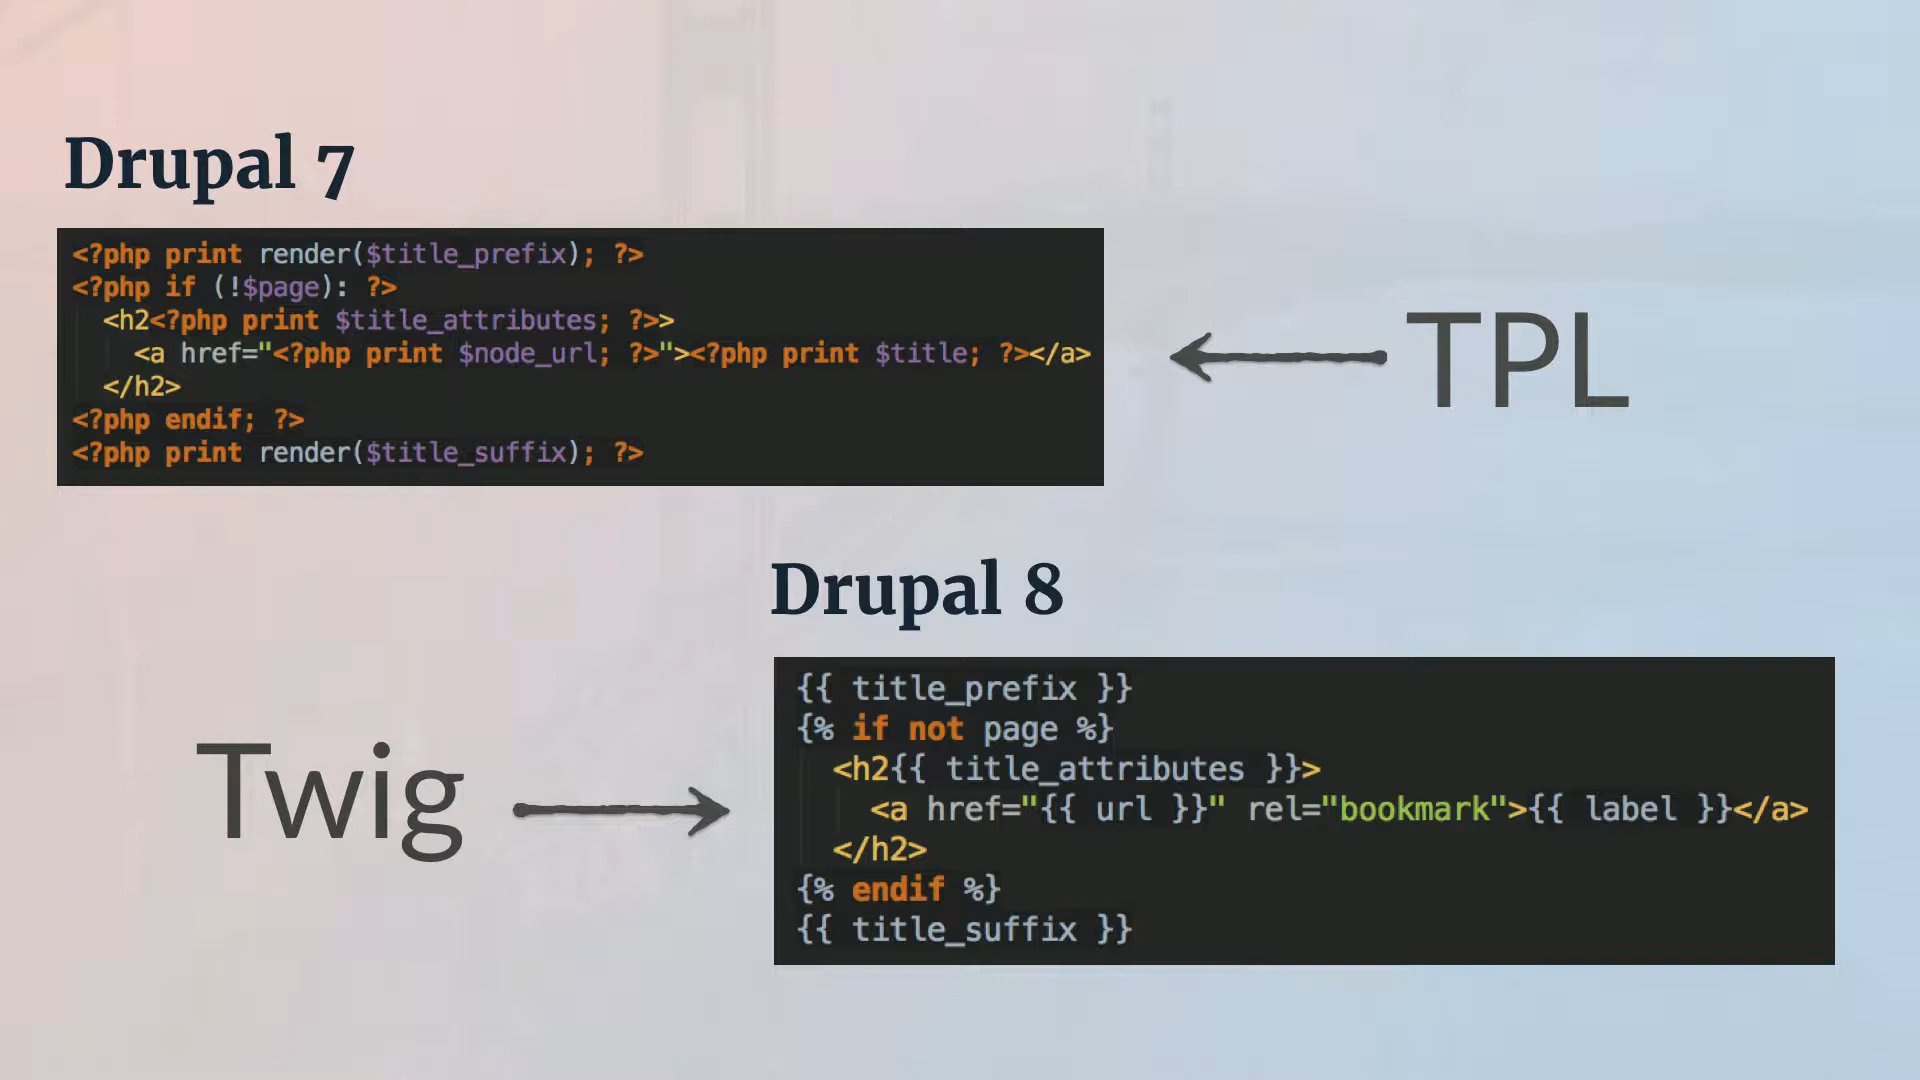 Drupal 7
<?php print render($title_prefix); ?>
<?php if (!$page): ?>
  <h2<?php print $title_attributes; ?>>
    <a href="<?php print $node_url; ?>"><?php print $title; ?></a>
  </h2>
<?php endif; ?>
<?php print render($title_suffix); ?>
TPL
Drupal 8
Twig
{{ title_prefix }}
{% if not page %}
  <h2{{ title_attributes }}>
    <a href="{{ url }}" rel="bookmark">{{ label }}</a>
  </h2>
{% endif %}
{{ title_suffix }}